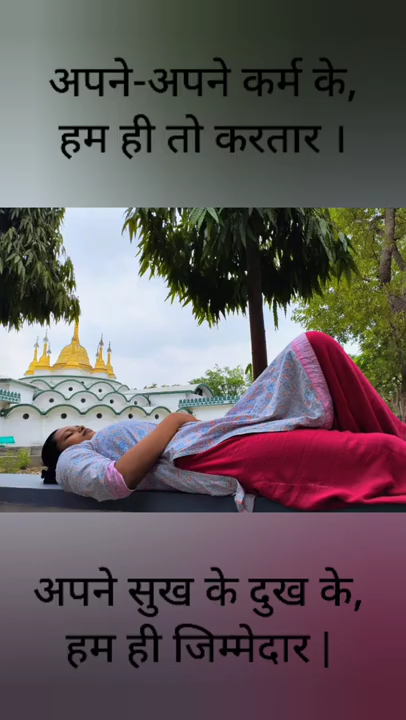 अपने-अपने कर्म के,
हम ही तो करतार ।
अपने सुख के दुख के,
हम ही जिम्मेदार |